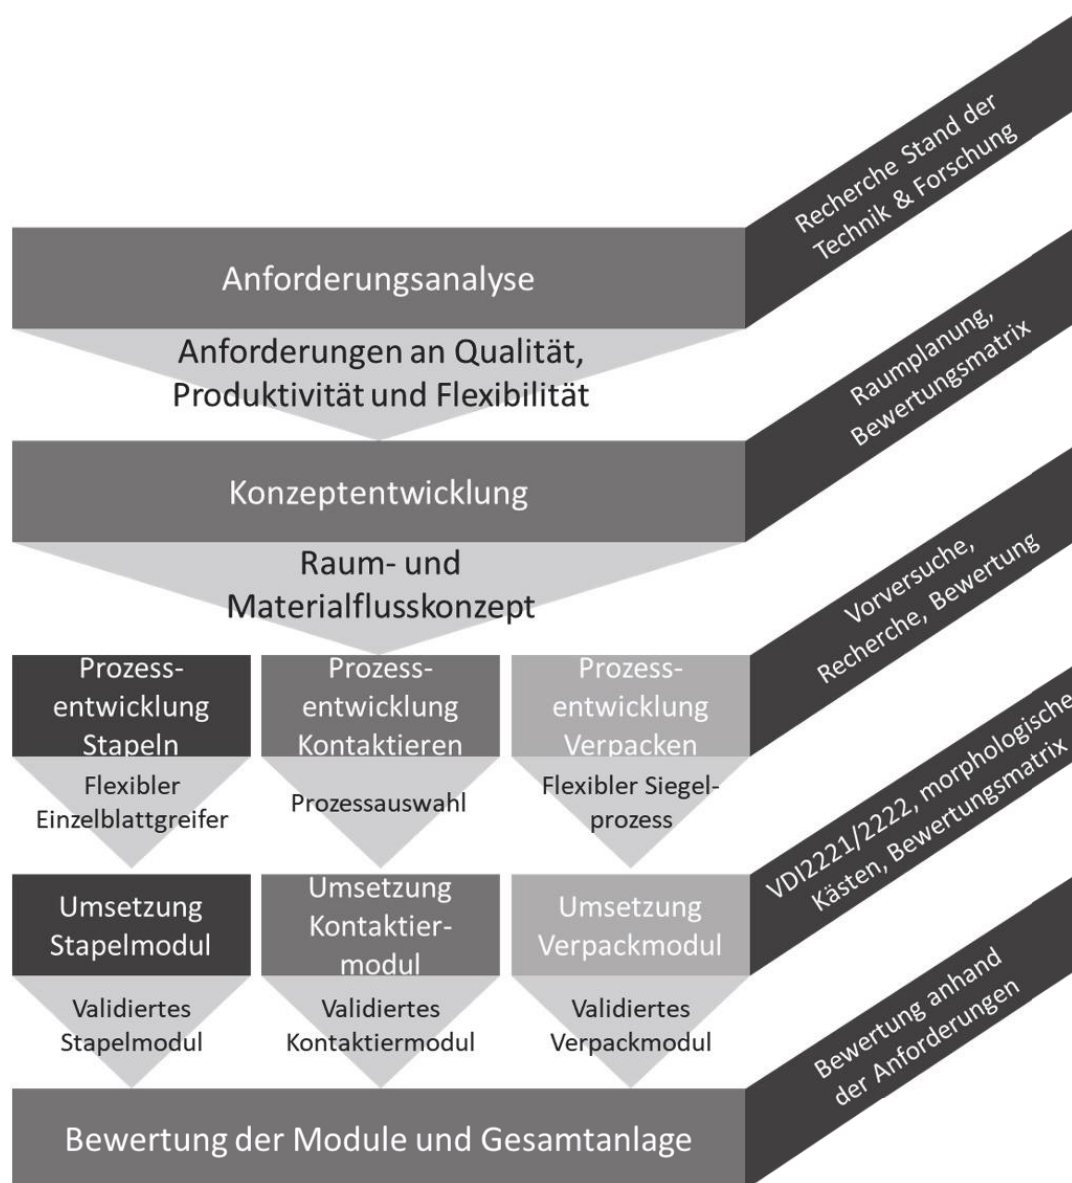 Recherche Stand der
Technik & Forschung
Anforderungsanalyse
Anforderungen an Qualität,
Produktivität und Flexibilität
Raumplanung,
Bewertungsmatrix
Konzeptentwicklung
Raum- und
Materialflusskonzept
Vorversuche,
Recherche, Bewertung
Prozess-
entwicklung
Stapeln
Prozess-
entwicklung
Kontaktieren
Prozess-
entwicklung
Verpacken
Flexibler
Einzelblattgreifer
Prozessauswahl
Flexibler Siegel-
prozess
VDI2221/2222, morphologische
Kästen, Bewertungsmatrix
Umsetzung
Stapelmodul
Umsetzung
Kontaktier-
modul
Umsetzung
Verpackmodul
Validiertes
Stapelmodul
Validiertes
Kontaktiermodul
Validiertes
Verpackmodul
Bewertung anhand
der Anforderungen
Bewertung der Module und Gesamtanlage